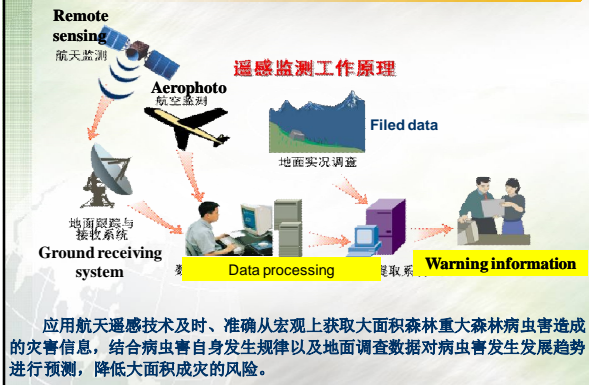 Remote
sensing
航天监测
遥感监测工作原理
Aerophoto
航空监测
Filed data
地面实况调查
地面跟踪与
接收系统
Ground receiving
system
Data processing
Warning information
应用航天遥感技术及时、准确从宏观上获取大面积森林重大森林病虫害造成
的灾害信息，结合病虫害自身发生规律以及地面调查数据对病虫害发生发展趋势
进行预测，降低大面积成灾的风险。